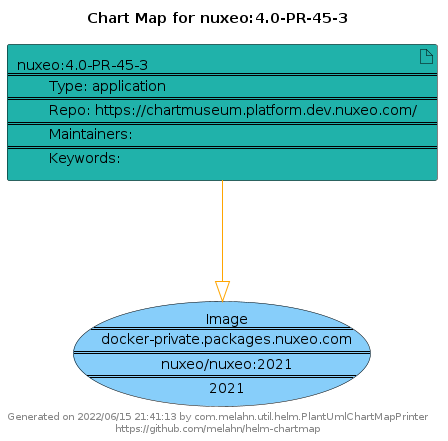 Chart Map for nuxeo:4.0-PR-45-3
nuxeo:4.0-PR-45-3
Type: application
Repo: https://chartmuseum.platform.dev.nuxeo.com/
Maintainers:
Keywords:
Image
docker-private.packages.nuxeo.com
nuxeo/nuxeo:2021
2021
Generated on 2022/06/15 21:41:13 by com.melahn.util.helm.PlantUmlChartMapPrinter
https://github.com/melahn/helm-chartmap